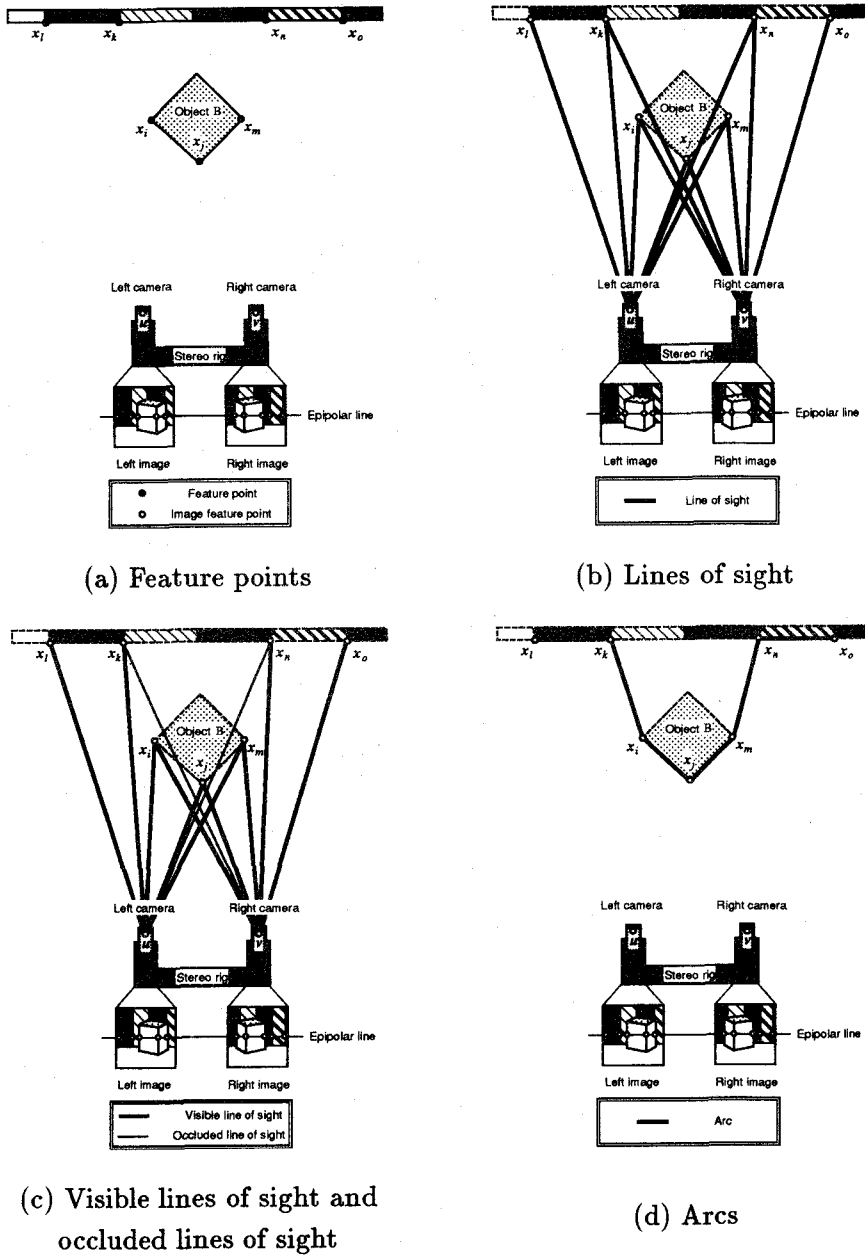 x_l x_k x_n x_o
Object B
x_i x_j x_m
Left camera Right camera
u v
Stereo rig
Epipolar line
Left image Right image
Feature point
Image feature point
(a) Feature points
x_l x_k x_n x_o
Object B
x_i x_j x_m
Left camera Right camera
u v
Stereo rig
Epipolar line
Left image Right image
Line of sight
(b) Lines of sight
x_l x_k x_n x_o
Object B
x_i x_j x_m
Left camera Right camera
u v
Stereo rig
Epipolar line
Left image Right image
Visible line of sight
Occluded line of sight
(c) Visible lines of sight and
occluded lines of sight
x_l x_k x_n x_o
Object B
x_i x_j x_m
Left camera Right camera
u v
Stereo rig
Epipolar line
Left image Right image
Arc
(d) Arcs